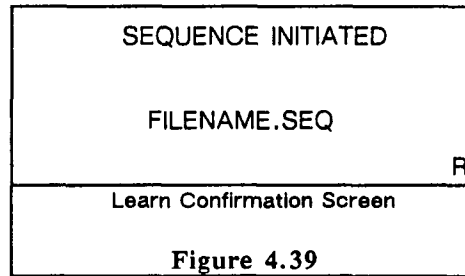 SEQUENCE INITIATED
FILENAME.SEQ
R
Learn Confirmation Screen
Figure 4.39